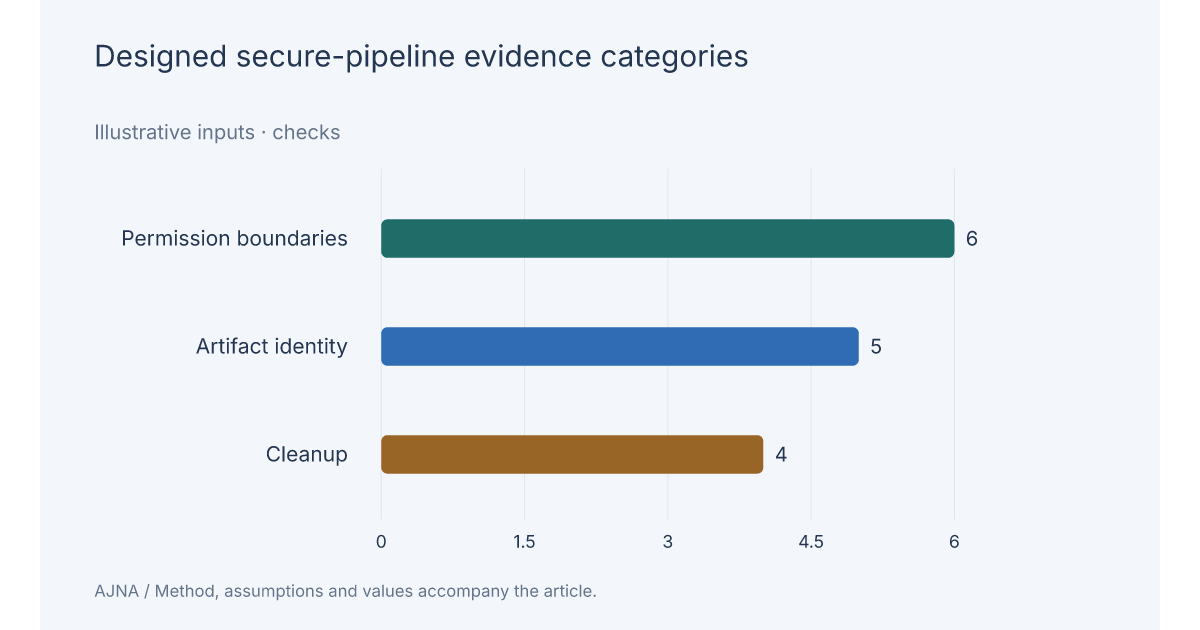 Designed secure-pipeline evidence categories
Illustrative inputs · checks
Permission boundaries 6
Artifact identity 5
Cleanup 4
0 1.5 3 4.5 6
AJNA / Method, assumptions and values accompany the article.